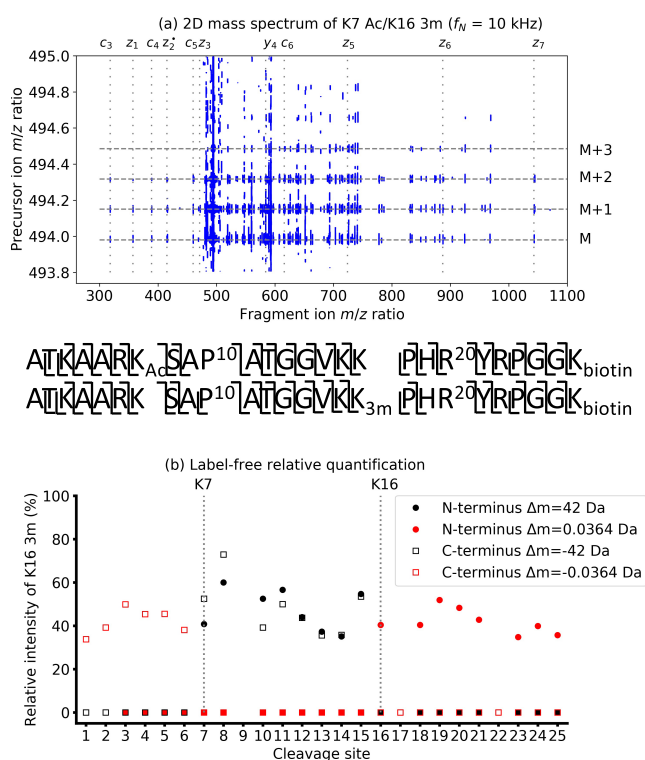 (a) 2D mass spectrum of K7 Ac/K16 3m (fN = 10 kHz)
c3 z1 c4 z2• c5 z3 y4 c6 z5 z6 z7
495.0
494.8
494.6
494.4
494.2
494.0
493.8
Precursor ion m/z ratio
M+3
M+2
M+1
M
300 400 500 600 700 800 900 1000 1100
Fragment ion m/z ratio
ATKAARKAcSAP10ATGGVKK PHR20YRPGGKbiotin
ATKAARK SAP10ATGGVKK3m PHR20YRPGGKbiotin
(b) Label-free relative quantification
K7 K16
100
80
60
40
20
0
Relative intensity of K16 3m (%)
N-terminus Δm=42 Da
N-terminus Δm=0.0364 Da
C-terminus Δm=-42 Da
C-terminus Δm=-0.0364 Da
1 2 3 4 5 6 7 8 9 10 11 12 13 14 15 16 17 18 19 20 21 22 23 24 25
Cleavage site